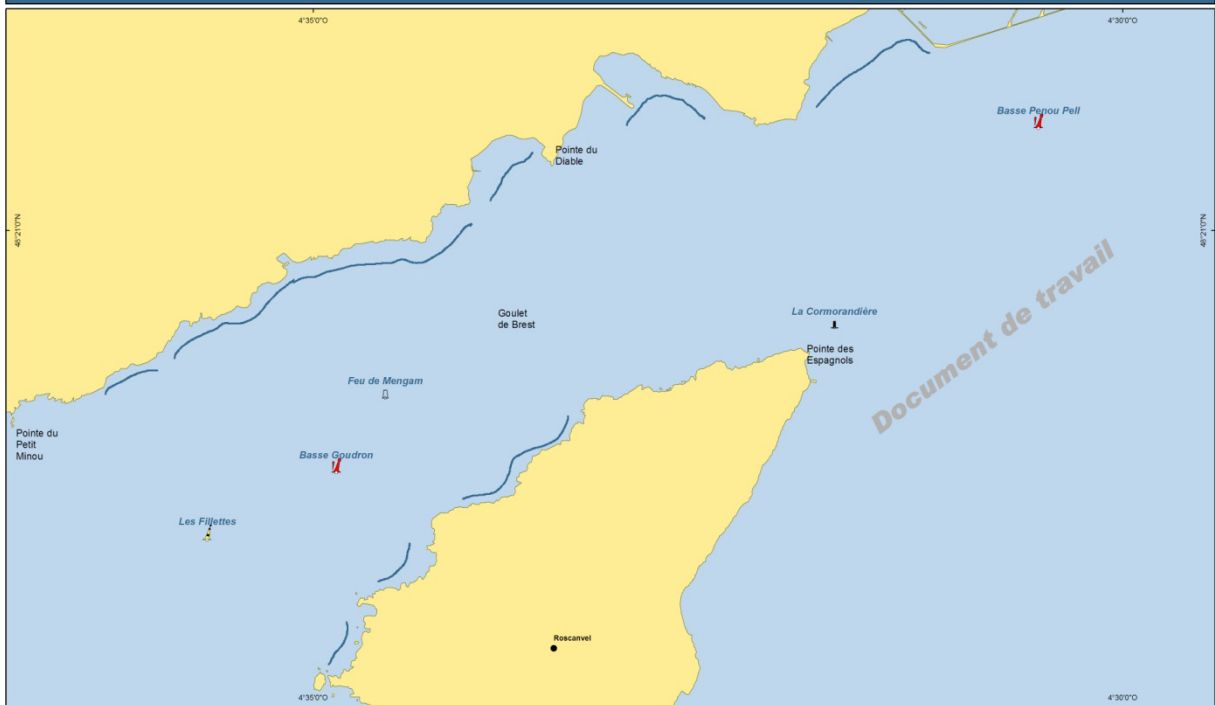 4°35'0"O
4°30'0"O
Basse Penou Pell
Pointe du
Diable
48°21'0"N
48°21'0"N
Goulet
de Brest
La Cormorandière
Pointe des
Espagnols
Document de travail
Feu de Mengam
Pointe du
Petit
Minou
Basse Goudron
Les Fillettes
Roscanvel
4°35'0"O
4°30'0"O